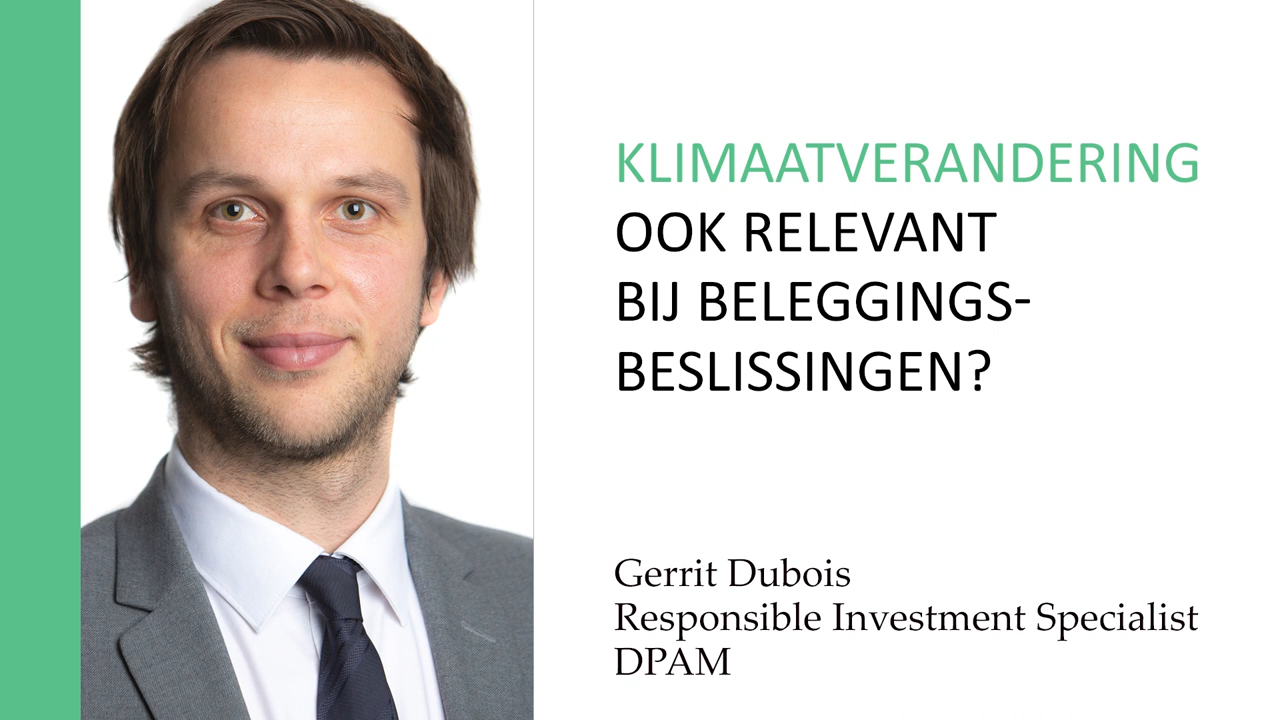 KLIMAATVERANDERING
OOK RELEVANT
BIJ BELEGGINGS-
BESLISSINGEN?
Gerrit Dubois
Responsible Investment Specialist
DPAM